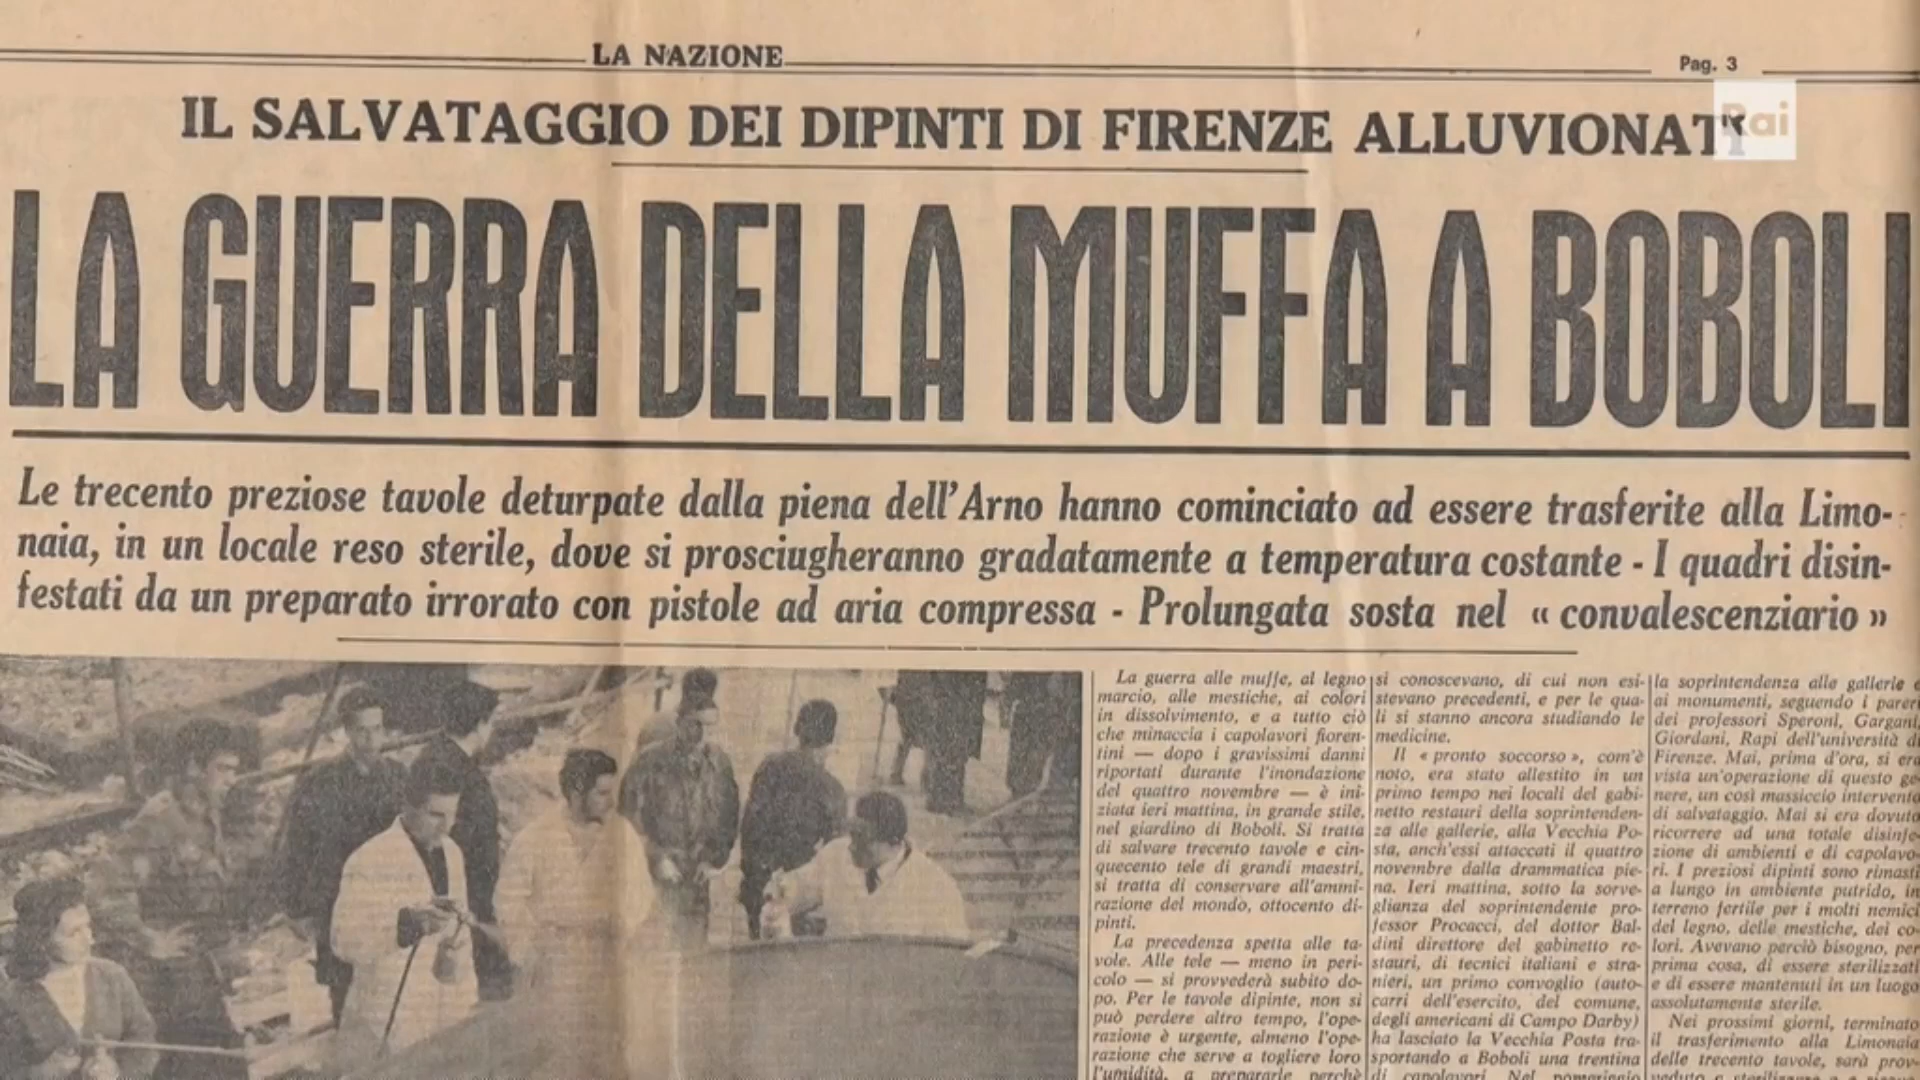 LA NAZIONE
Pag. 3
Rai
IL SALVATAGGIO DEI DIPINTI DI FIRENZE ALLUVIONATI
LA GUERRA DELLA MUFFA A BOBOLI
Le trecento preziose tavole deturpate dalla piena dell'Arno hanno cominciato ad essere trasferite alla Limo-
naia, in un locale reso sterile, dove si prosciugheranno gradatamente a temperatura costante - I quadri disin-
festati da un preparato irrorato con pistole ad aria compressa - Prolungata sosta nel « convalescenziario »
La guerra alle muffe, al legno
marcio, alle mestiche, ai colori
in dissolvimento, e a tutto ciò
che minaccia i capolavori fioren-
tini — dopo i gravissimi danni
riportati durante l'inondazione
del quattro novembre — è ini-
ziata ieri mattina, in grande stile,
nel giardino di Boboli. Si tratta
di salvare trecento tavole e cin-
quecento tele di grandi maestri,
si tratta di conservare all'ammi-
razione del mondo, ottocento di-
pinti.
La precedenza spetta alle ta-
vole. Alle tele — meno in peri-
colo — si provvederà subito do-
po. Per le tavole dipinte, non si
può perdere altro tempo, l'ope-
razione è urgente, almeno l'ope-
razione che serve a togliere loro
l'umidità, a prepararle perchè
si conoscevano, di cui non esi-
stevano precedenti, e per le qua-
li si stanno ancora studiando le
medicine.
Il « pronto soccorso », com'è
noto, era stato allestito in un
primo tempo nei locali del gabi-
netto restauri della soprintenden-
za alle gallerie, alla Vecchia Po-
sta, anch'essi attaccati il quattro
novembre dalla drammatica pie-
na. Ieri mattina, sotto la sorve-
glianza del soprintendente pro-
fessor Procacci, del dottor Bal-
dini direttore del gabinetto re-
stauri, di tecnici italiani e stra-
nieri, un primo convoglio (auto-
carri dell'esercito, del comune,
degli americani di Campo Darby)
ha lasciato la Vecchia Posta tra-
sportando a Boboli una trentina
di capolavori. Nel pomeriggio
la soprintendenza alle gallerie e
ai monumenti, seguendo i pareri
dei professori Speroni, Gargani,
Giordani, Rapi dell'università di
Firenze. Mai, prima d'ora, si era
vista un'operazione di questo ge-
nere, un così massiccio intervento
di salvataggio. Mai si era dovuto
ricorrere ad una totale disinfe-
zione di ambienti e di capolavo-
ri. I preziosi dipinti sono rimasti
a lungo in ambiente putrido, in
terreno fertile per i molti nemici
del legno, delle mestiche, dei co-
lori. Avevano perciò bisogno, per
prima cosa, di essere sterilizzati
e di essere mantenuti in un luogo
assolutamente sterile.
Nei prossimi giorni, terminato
il trasferimento alla Limonaia
delle trecento tavole, sarà prov-
veduto a